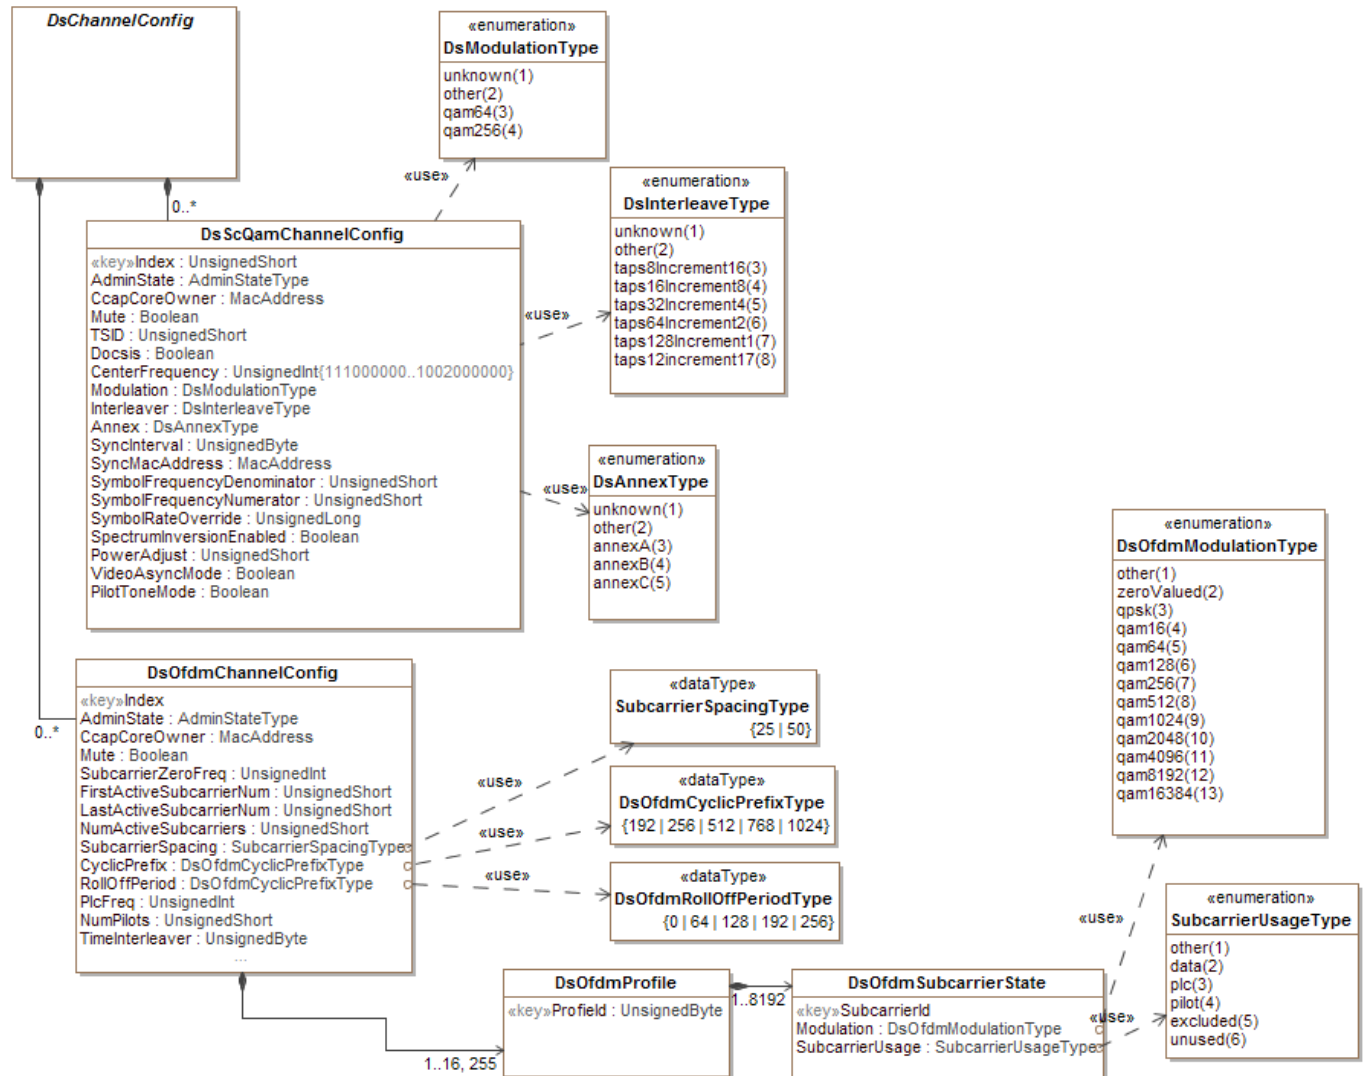 DsChannelConfig
«enumeration»
DsModulationType
unknown(1)
other(2)
qam64(3)
qam256(4)
«use»
0..*
«enumeration»
DsInterleaveType
unknown(1)
other(2)
taps8Increment16(3)
taps16Increment8(4)
taps32Increment4(5)
taps64Increment2(6)
taps128Increment1(7)
taps12increment17(8)
DsScQamChannelConfig
«key»Index : UnsignedShort
AdminState : AdminStateType
CcapCoreOwner : MacAddress
Mute : Boolean
TSID : UnsignedShort
Docsis : Boolean
CenterFrequency : UnsignedInt{111000000..1002000000}
Modulation : DsModulationType
Interleaver : DsInterleaveType
Annex : DsAnnexType
SyncInterval : UnsignedByte
SyncMacAddress : MacAddress
SymbolFrequencyDenominator : UnsignedShort
SymbolFrequencyNumerator : UnsignedShort
SymbolRateOverride : UnsignedLong
SpectrumInversionEnabled : Boolean
PowerAdjust : UnsignedShort
VideoAsyncMode : Boolean
PilotToneMode : Boolean
«use»
«use»
«enumeration»
DsAnnexType
unknown(1)
other(2)
annexA(3)
annexB(4)
annexC(5)
«enumeration»
DsOfdmModulationType
other(1)
zeroValued(2)
qpsk(3)
qam16(4)
qam64(5)
qam128(6)
qam256(7)
qam512(8)
qam1024(9)
qam2048(10)
qam4096(11)
qam8192(12)
qam16384(13)
0..*
DsOfdmChannelConfig
«key»Index
AdminState : AdminStateType
CcapCoreOwner : MacAddress
Mute : Boolean
SubcarrierZeroFreq : UnsignedInt
FirstActiveSubcarrierNum : UnsignedShort
LastActiveSubcarrierNum : UnsignedShort
NumActiveSubcarriers : UnsignedShort
SubcarrierSpacing : SubcarrierSpacingType
CyclicPrefix : DsOfdmCyclicPrefixType
RollOffPeriod : DsOfdmCyclicPrefixType
PlcFreq : UnsignedInt
NumPilots : UnsignedShort
TimeInterleaver : UnsignedByte
...
«use»
«use»
«use»
«dataType»
SubcarrierSpacingType
{25 | 50}
«dataType»
DsOfdmCyclicPrefixType
{192 | 256 | 512 | 768 | 1024}
«dataType»
DsOfdmRollOffPeriodType
{0 | 64 | 128 | 192 | 256}
«use»
«enumeration»
SubcarrierUsageType
other(1)
data(2)
plc(3)
pilot(4)
excluded(5)
unused(6)
1..16, 255
DsOfdmProfile
«key»ProfieId : UnsignedByte
1..8192
DsOfdmSubcarrierState
«key»SubcarrierId
Modulation : DsOfdmModulationType
SubcarrierUsage : SubcarrierUsageType
«use»